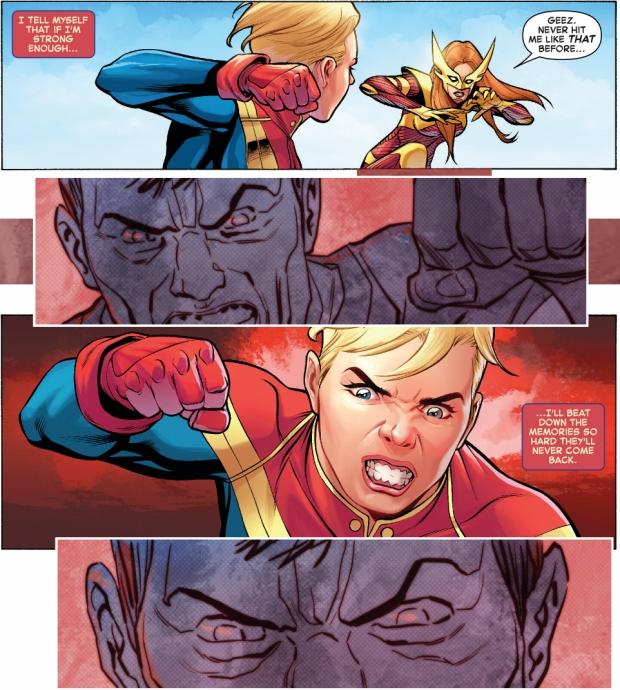 I TELL MYSELF
THAT IF I'M
STRONG
ENOUGH...
GEEZ.
NEVER HIT
ME LIKE THAT
BEFORE...
...I'LL BEAT
DOWN THE
MEMORIES SO
HARD THEY'LL
NEVER COME
BACK.